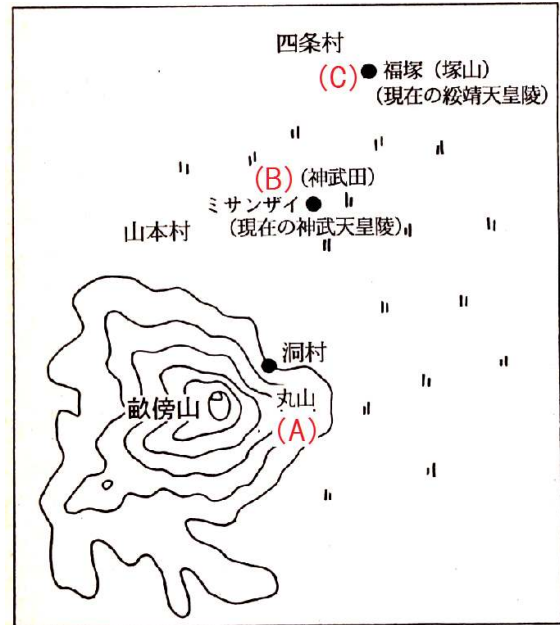 四条村
(C) 福塚(塚山)
(現在の綏靖天皇陵)
(B) (神武田)
ミサンザイ
(現在の神武天皇陵)
山本村
洞村
畝傍山
丸山
(A)